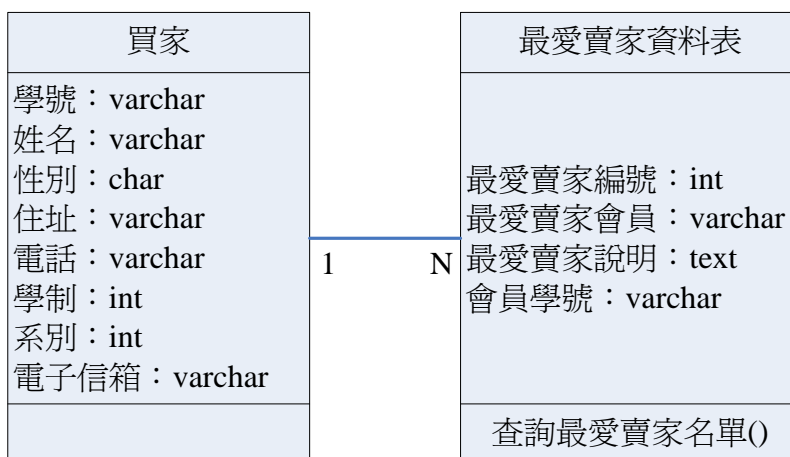 買家
學號：varchar
姓名：varchar
性別：char
住址：varchar
電話：varchar
學制：int
系別：int
電子信箱：varchar
1
N
最愛賣家資料表
最愛賣家編號：int
最愛賣家會員：varchar
最愛賣家說明：text
會員學號：varchar
查詢最愛賣家名單()